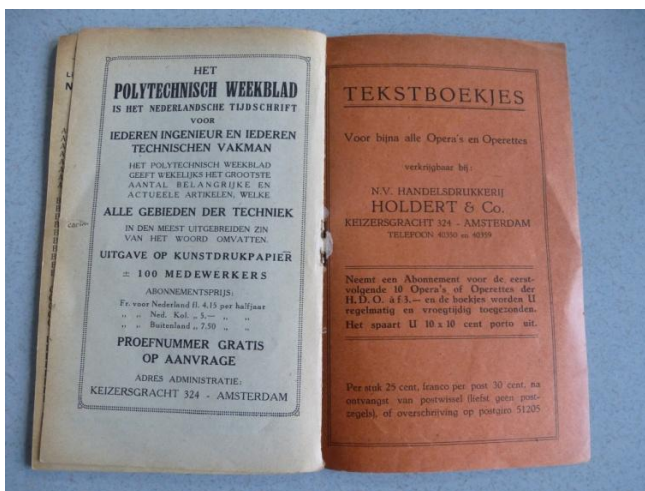 HET
POLYTECHNISCH WEEKBLAD
IS HET NEDERLANDSCHE TIJDSCHRIFT
VOOR
IEDEREN INGENIEUR EN IEDEREN
TECHNISCHEN VAKMAN
HET POLYTECHNISCH WEEKBLAD
GEEFT WEKELIJKS HET GROOTSTE
AANTAL BELANGRIJKE EN
ACTUEELE ARTIKELEN, WELKE
ALLE GEBIEDEN DER TECHNIEK
IN DEN MEEST UITGEBREIDEN ZIN
VAN HET WOORD OMVATTEN.
UITGAVE OP KUNSTDRUKPAPIER
= 100 MEDEWERKERS
ABONNEMENTSPRIJS:
Fr. voor Nederland fl. 4.15 per halfjaar
„ „ Ned. Kol. „ 5.— „ „
„ „ Buitenland „ 7.50 „ „
PROEFNUMMER GRATIS
OP AANVRAGE
ADRES ADMINISTRATIE:
KEIZERSGRACHT 324 - AMSTERDAM
TEKSTBOEKJES
Voor bijna alle Opera's en Operettes
verkrijgbaar bij:
N.V. HANDELSDRUKKERIJ
HOLDERT & Co.
KEIZERSGRACHT 324 - AMSTERDAM
TELEFOON 41550 en 40359
Neemt een Abonnement voor de eerst-
volgende 10 Opera's of Operettes der
H.D.O. à f 3.— en de boekjes worden U
regelmatig en vroegtijdig toegezonden.
Het spaart U 10 x 10 cent porto uit.
Per stuk 25 cent, franco per post 30 cent, na
ontvangst van postwissel (liefst geen post-
zegels), of overschrijving op postgiro 51205